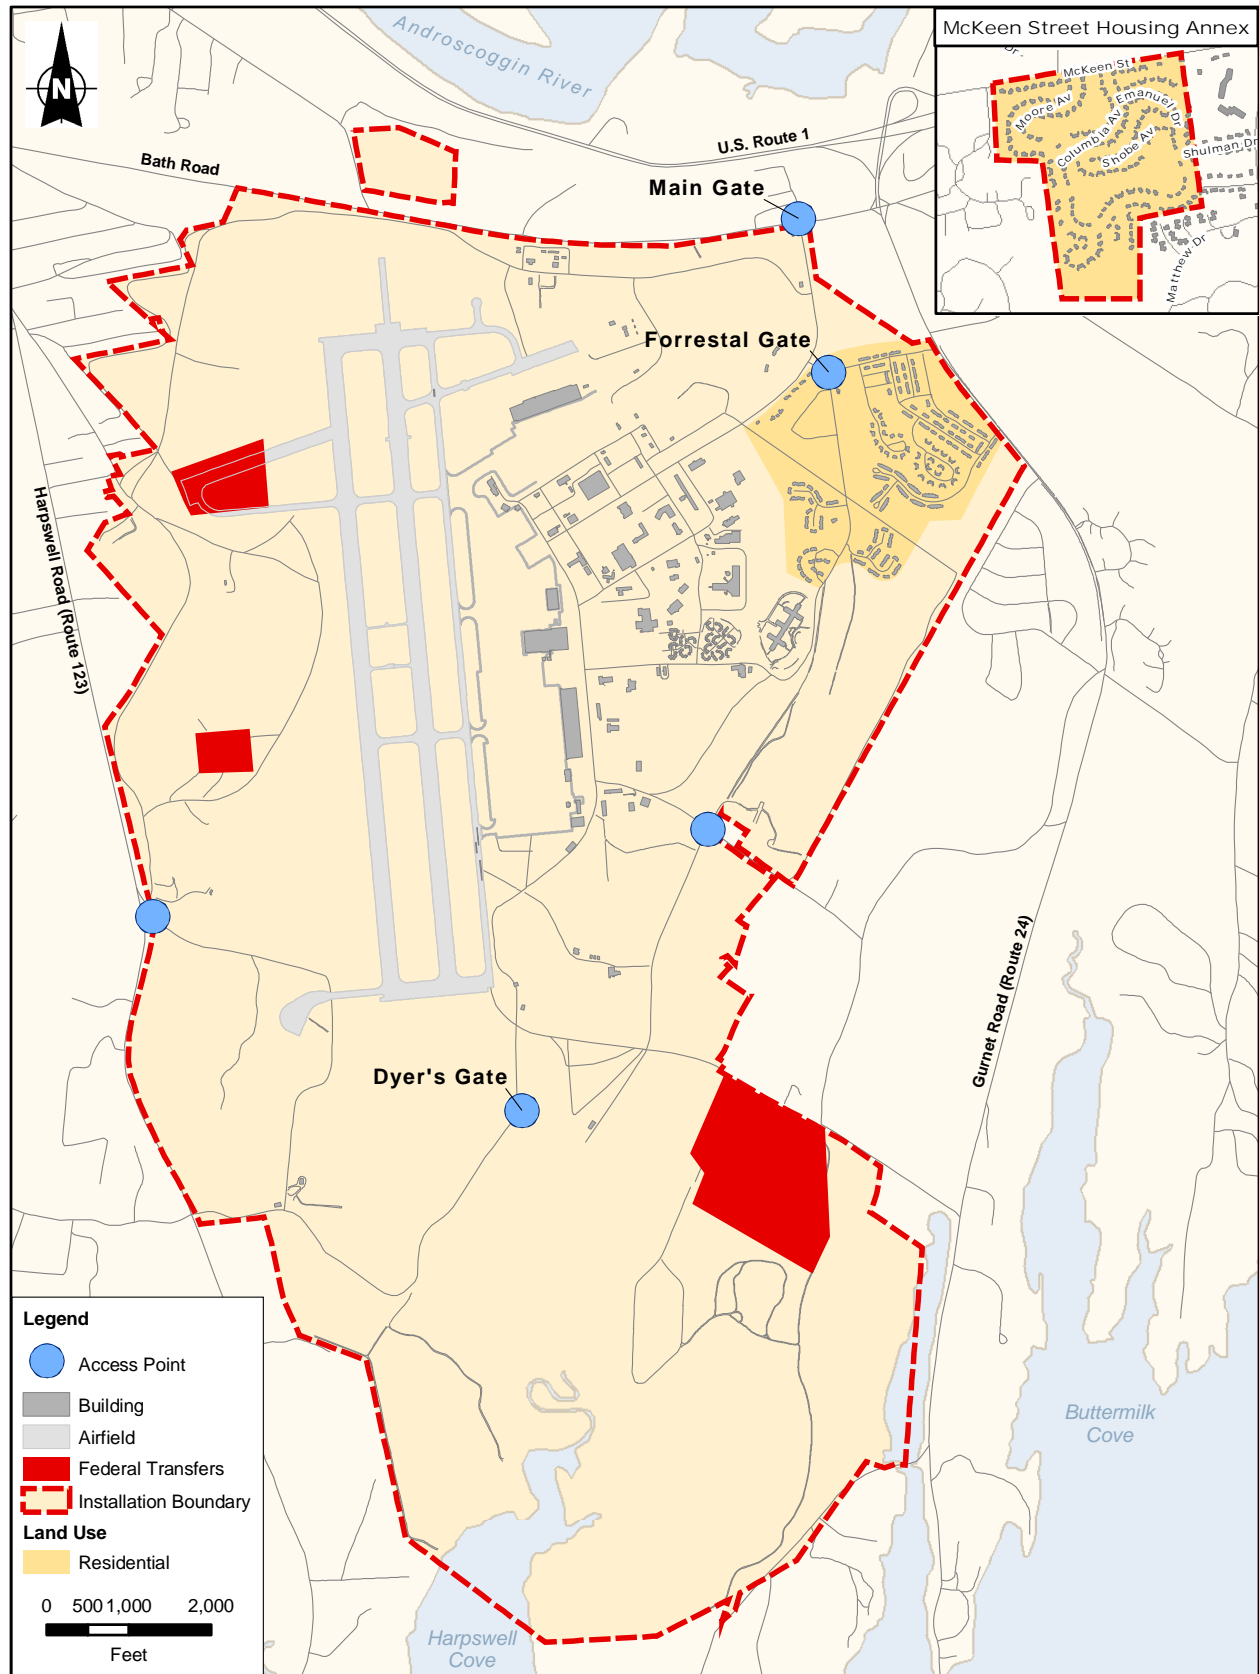 McKeen Street Housing Annex
Dr
McKeen St
Moore Av
Emanuel Dr
Columbia Av
Shobe Av
Shulman Dr
Matthew Dr
N
Androscoggin River
U.S. Route 1
Bath Road
Main Gate
Forrestal Gate
Harpswell Road (Route 123)
Gurnet Road (Route 24)
Dyer's Gate
Buttermilk
Cove
Harpswell
Cove
Legend
Access Point
Building
Airfield
Federal Transfers
Installation Boundary
Land Use
Residential
0 500 1,000 2,000
Feet